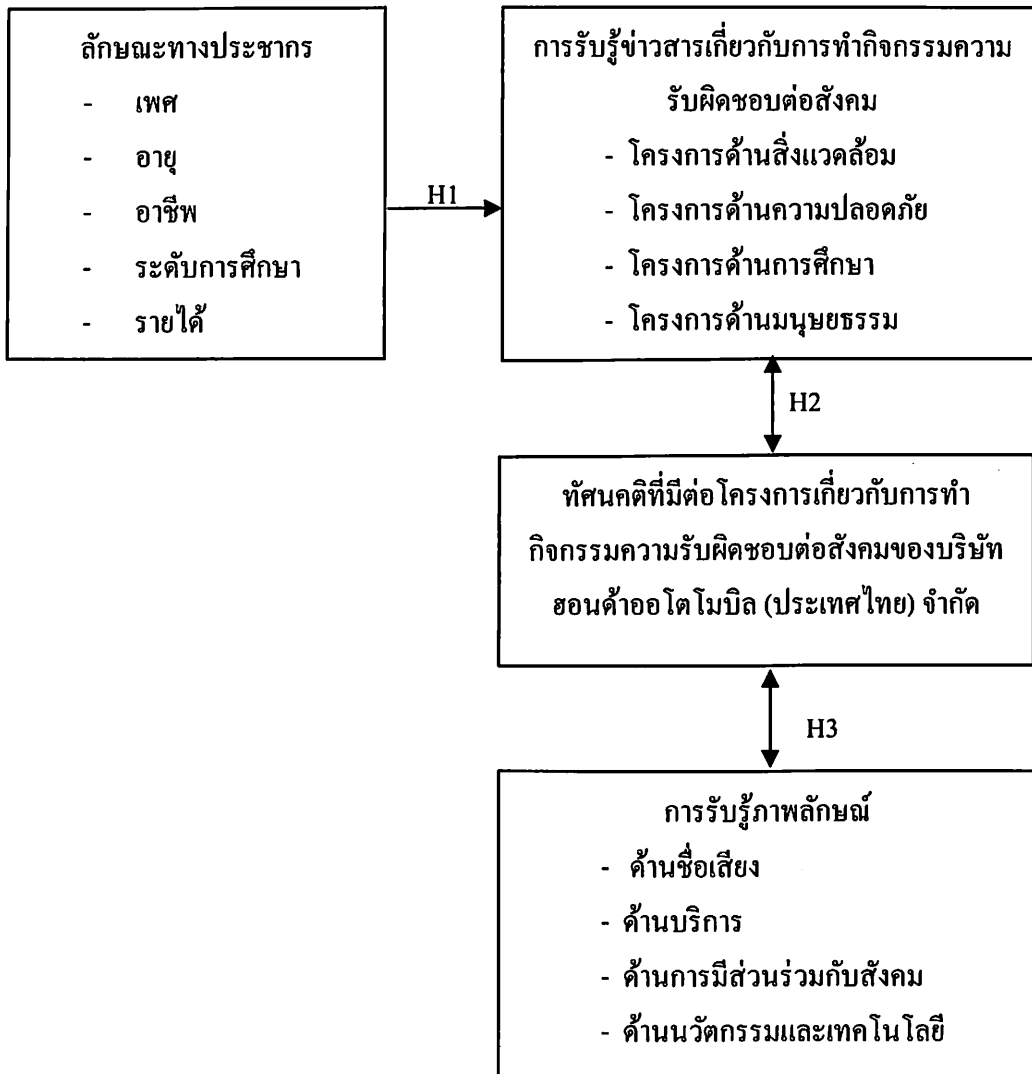 ลักษณะทางประชากร
- เพศ
- อายุ
- อาชีพ
- ระดับการศึกษา
- รายได้
H1
การรับรู้ข่าวสารเกี่ยวกับการทำกิจกรรมความ
รับผิดชอบต่อสังคม
- โครงการด้านสิ่งแวดล้อม
- โครงการด้านความปลอดภัย
- โครงการด้านการศึกษา
- โครงการด้านมนุษยธรรม
H2
ทัศนคติที่มีต่อโครงการเกี่ยวกับการทำ
กิจกรรมความรับผิดชอบต่อสังคมของบริษัท
ฮอนด้าออโตโมบิล (ประเทศไทย) จำกัด
H3
การรับรู้ภาพลักษณ์
- ด้านชื่อเสียง
- ด้านบริการ
- ด้านการมีส่วนร่วมกับสังคม
- ด้านนวัตกรรมและเทคโนโลยี